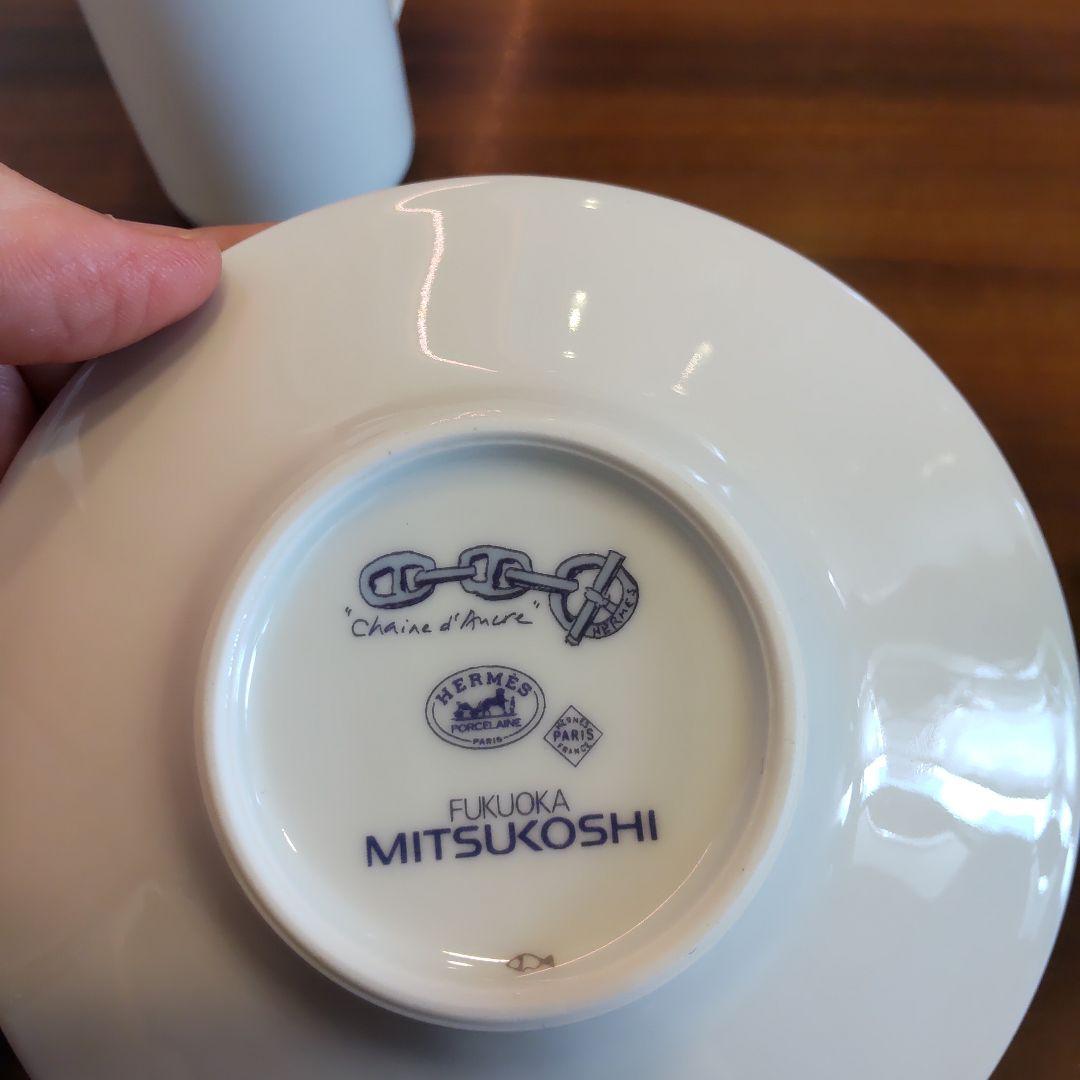 "Chaine d'Ancre"
HERMÈS
HERMÈS
PORCELAINE
PARIS
HERMÈS
PARIS
FRANCE
FUKUOKA
MITSUKOSHI